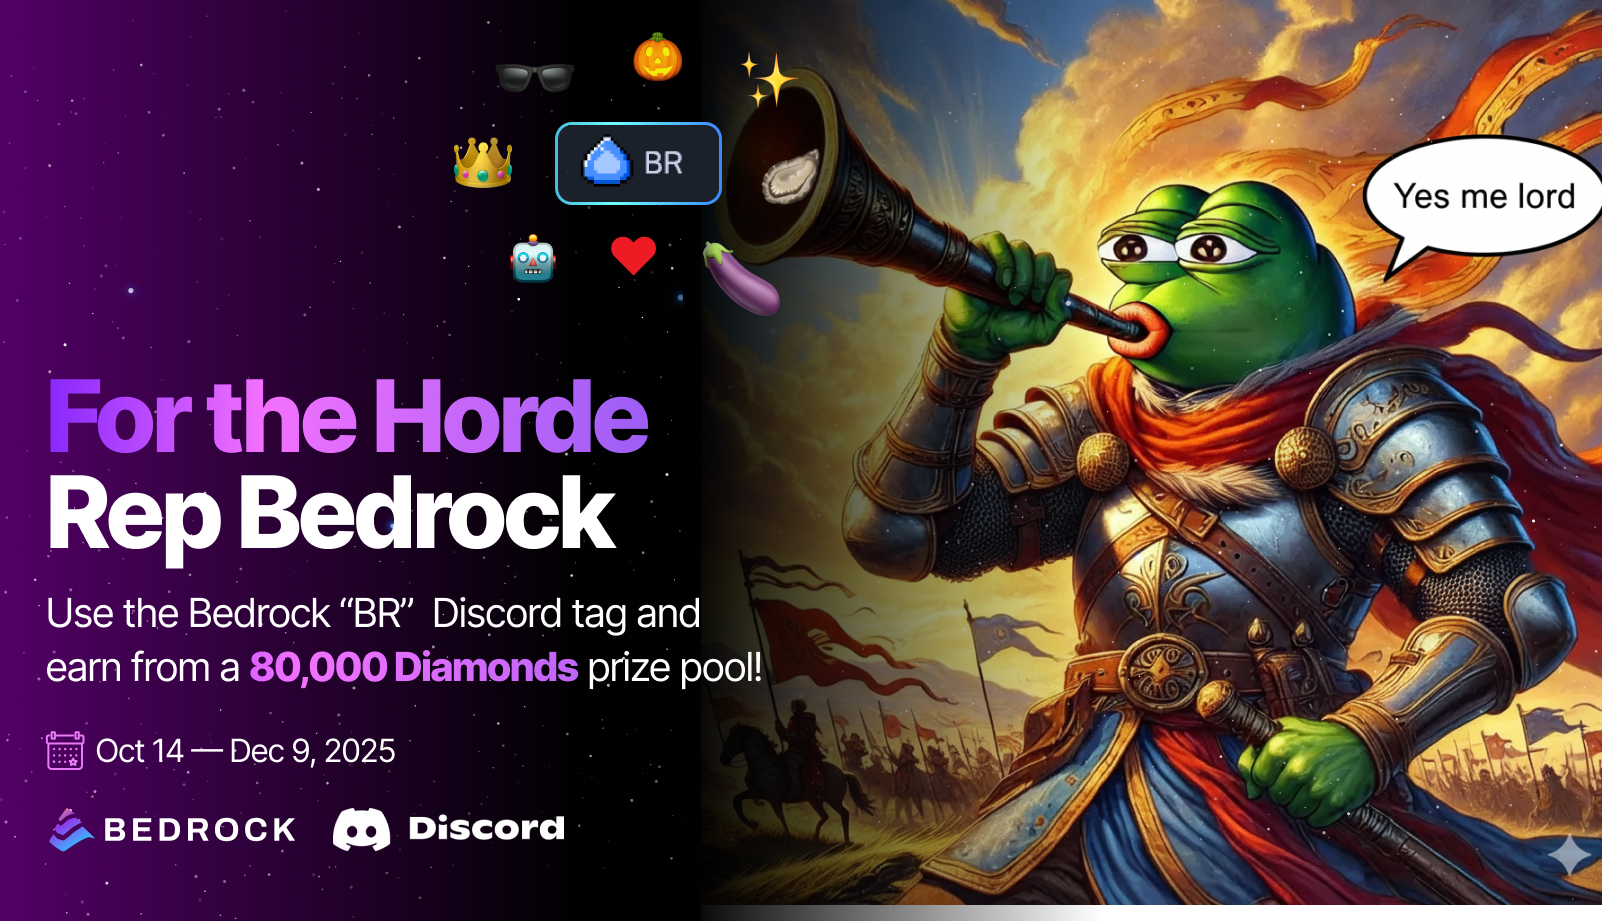 BR
Yes me lord
For the Horde
Rep Bedrock
Use the Bedrock “BR” Discord tag and
earn from a 80,000 Diamonds prize pool!
Oct 14 — Dec 9, 2025
BEDROCK
Discord